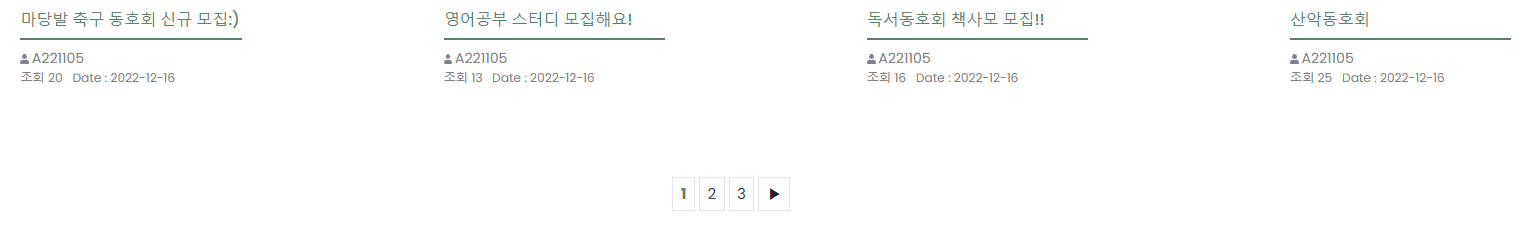 마당발 축구 동호회 신규 모집:)
A221105
조회 20 Date : 2022-12-16
영어공부 스터디 모집해요!
A221105
조회 13 Date : 2022-12-16
독서동호회 책사모 모집!!
A221105
조회 16 Date : 2022-12-16
산악동호회
A221105
조회 25 Date : 2022-12-16
1 2 3 ▶